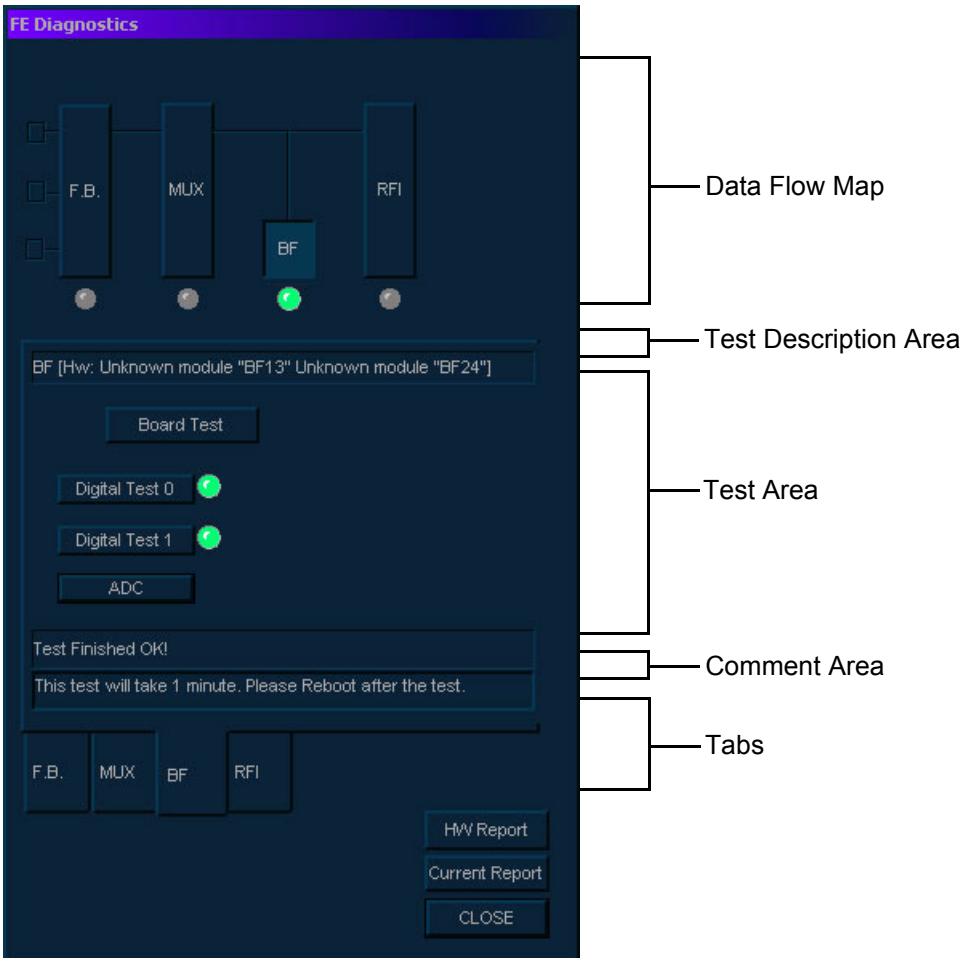 FE Diagnostics
F.B.
MUX
BF
RFI
Data Flow Map
BF [Hw: Unknown module "BF13" Unknown module "BF24"]
Test Description Area
Board Test
Digital Test 0
Digital Test 1
ADC
Test Area
Test Finished OK!
This test will take 1 minute. Please Reboot after the test.
Comment Area
F.B.
MUX
BF
RFI
Tabs
HW Report
Current Report
CLOSE